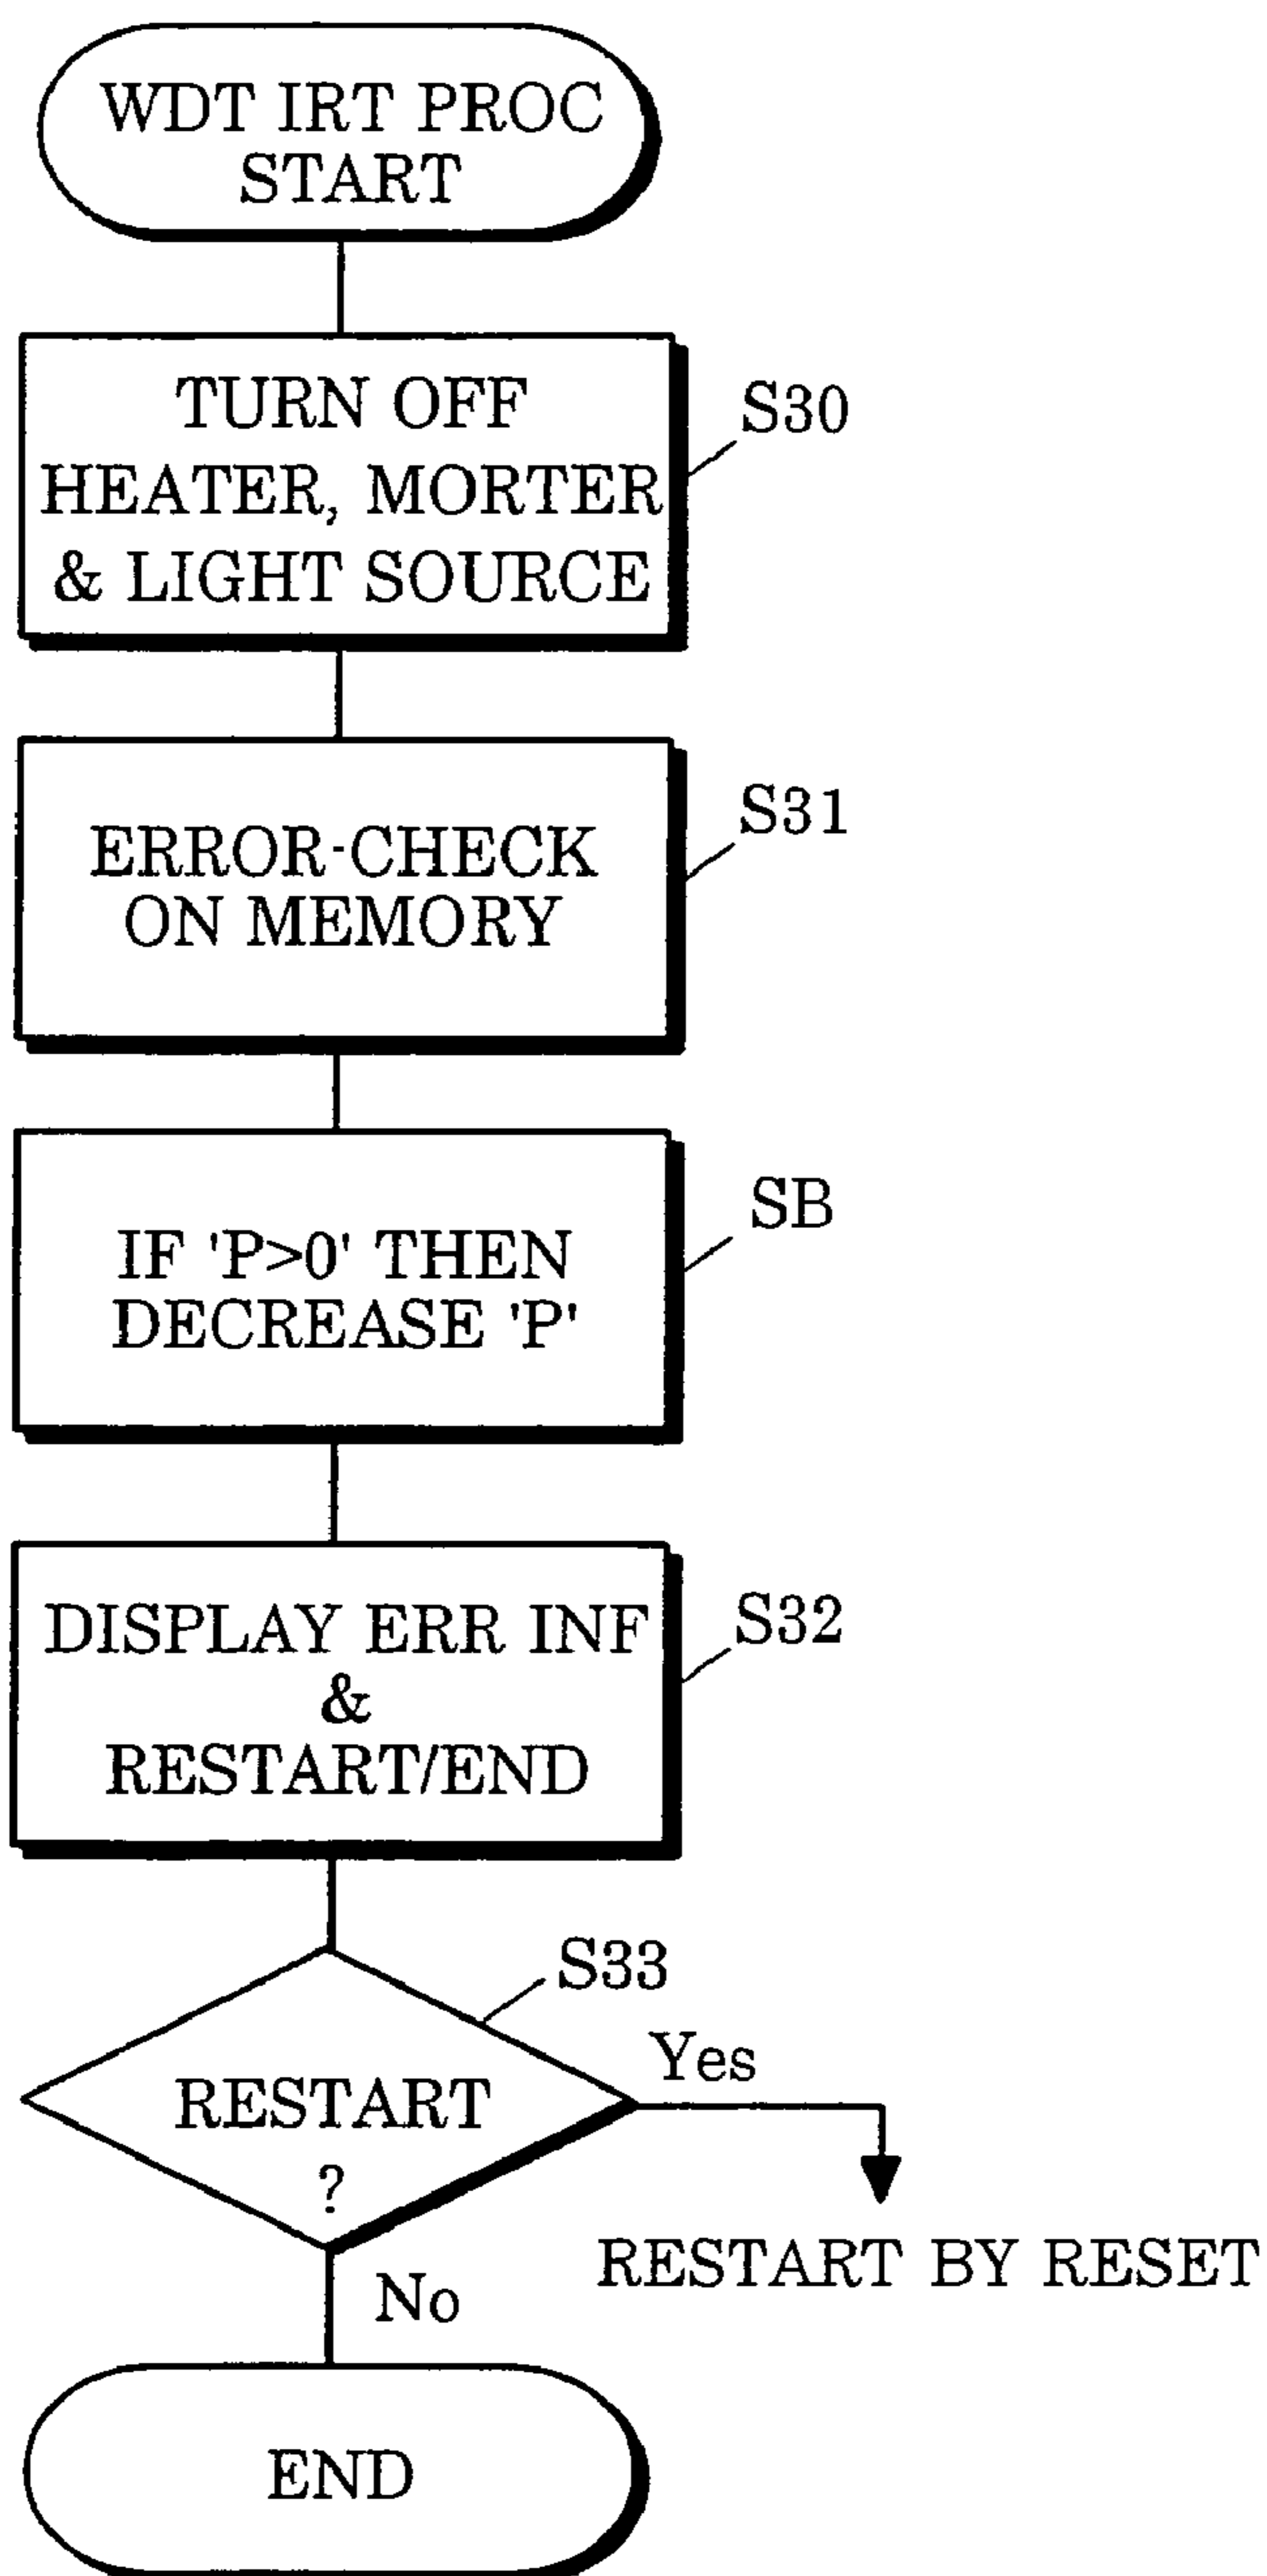 WDT IRT PROC
START
TURN OFF
HEATER, MORTER
& LIGHT SOURCE
S30
ERROR-CHECK
ON MEMORY
S31
IF 'P>0' THEN
DECREASE 'P'
SB
DISPLAY ERR INF
&
RESTART/END
S32
RESTART
?
S33
Yes
RESTART BY RESET
No
END